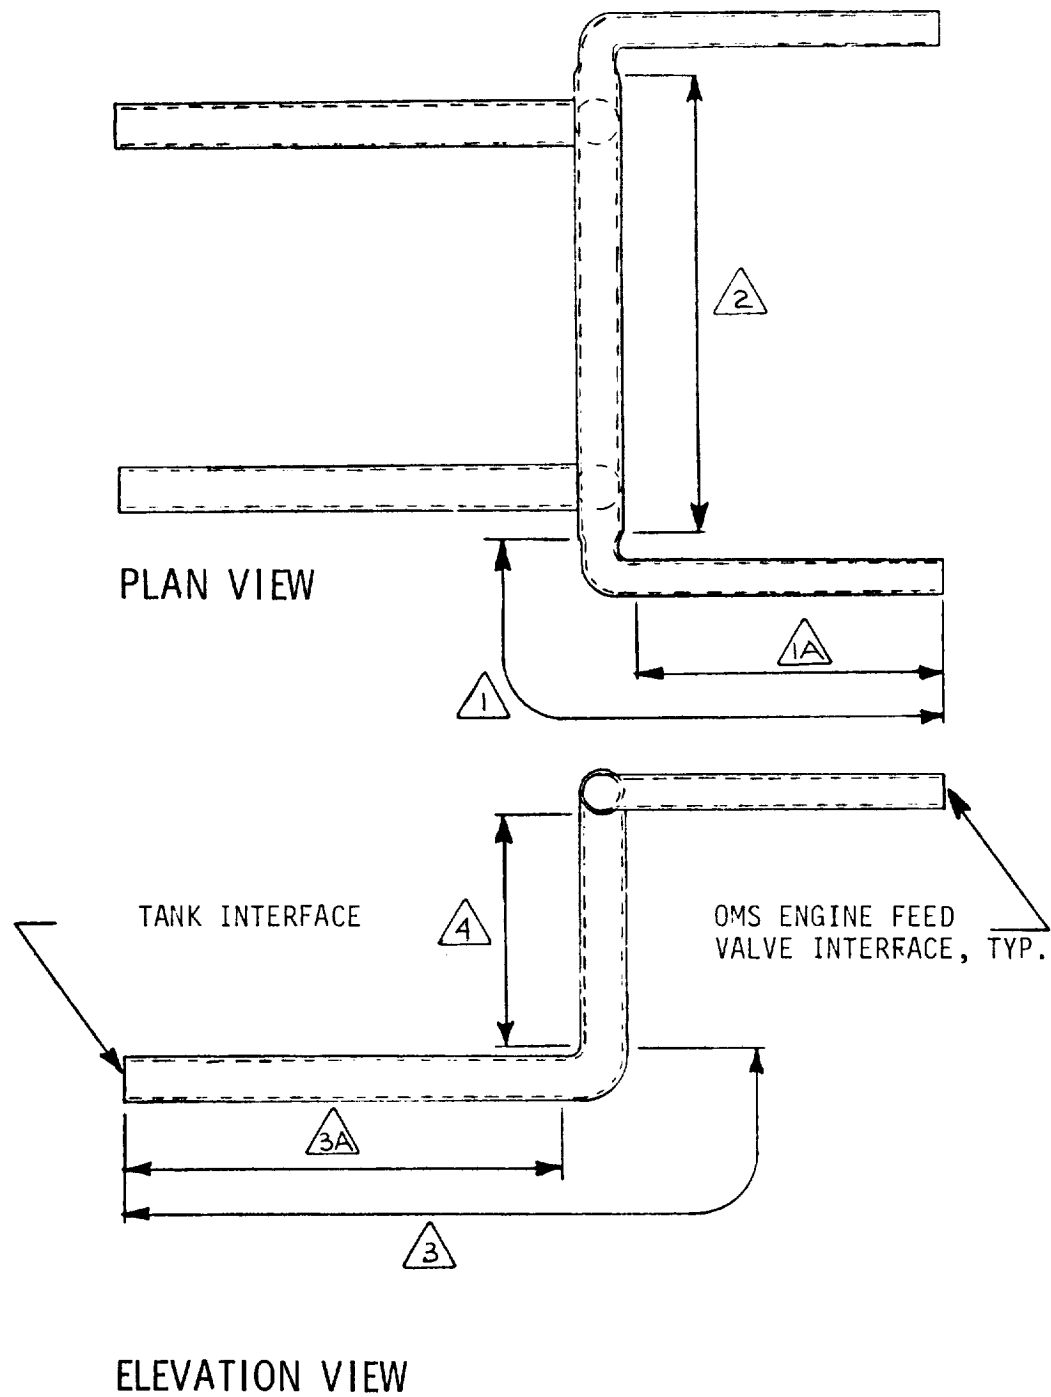 2
PLAN VIEW
1A
1
TANK INTERFACE
4
OMS ENGINE FEED
VALVE INTERFACE, TYP.
3A
3
ELEVATION VIEW